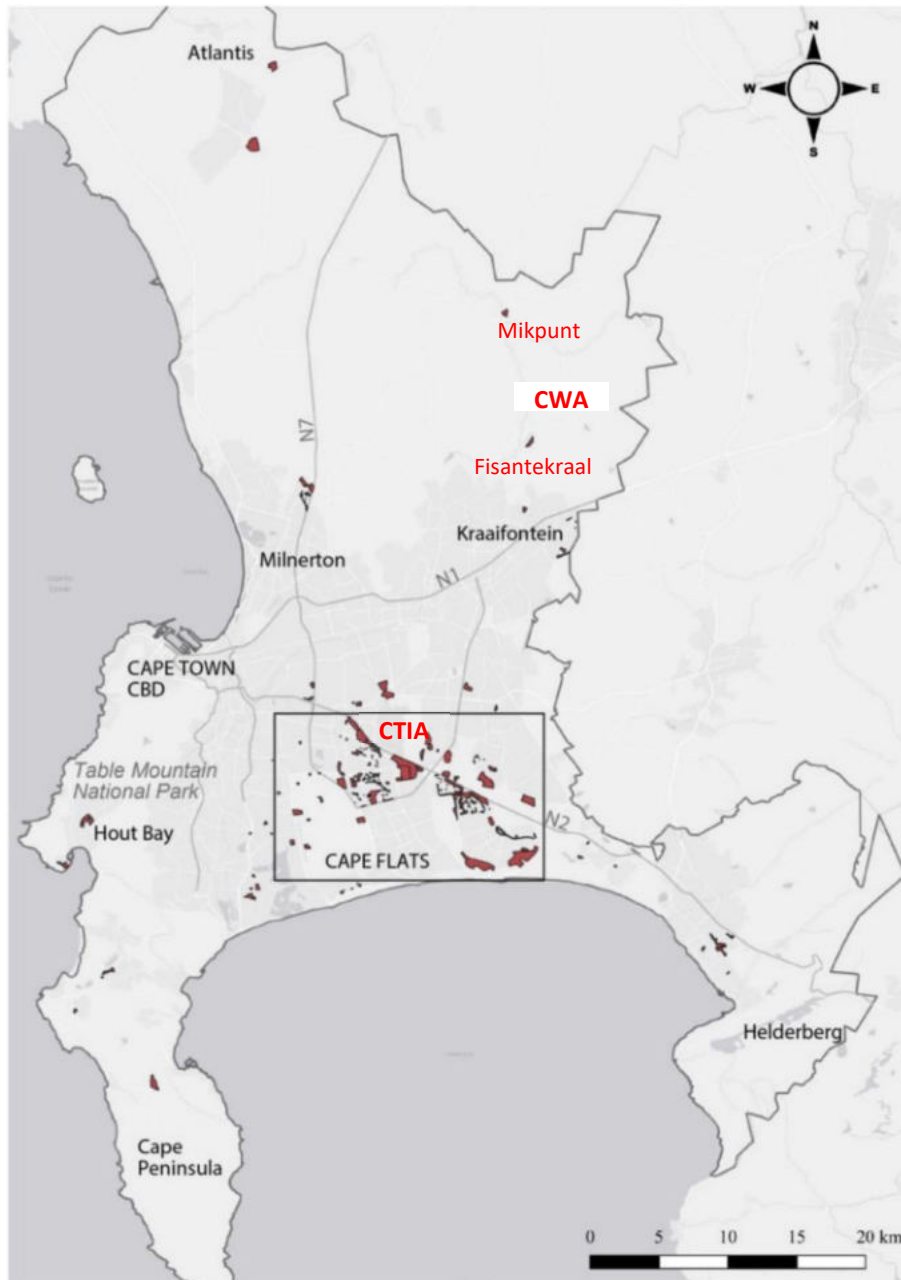 Atlantis
N
W
E
S
Mikpunt
CWA
N7
Fisantekraal
Kraaifontein
Milnerton
N1
CAPE TOWN
CBD
CTIA
Table Mountain
National Park
Hout Bay
N2
CAPE FLATS
Helderberg
Cape
Peninsula
0 5 10 15 20 km